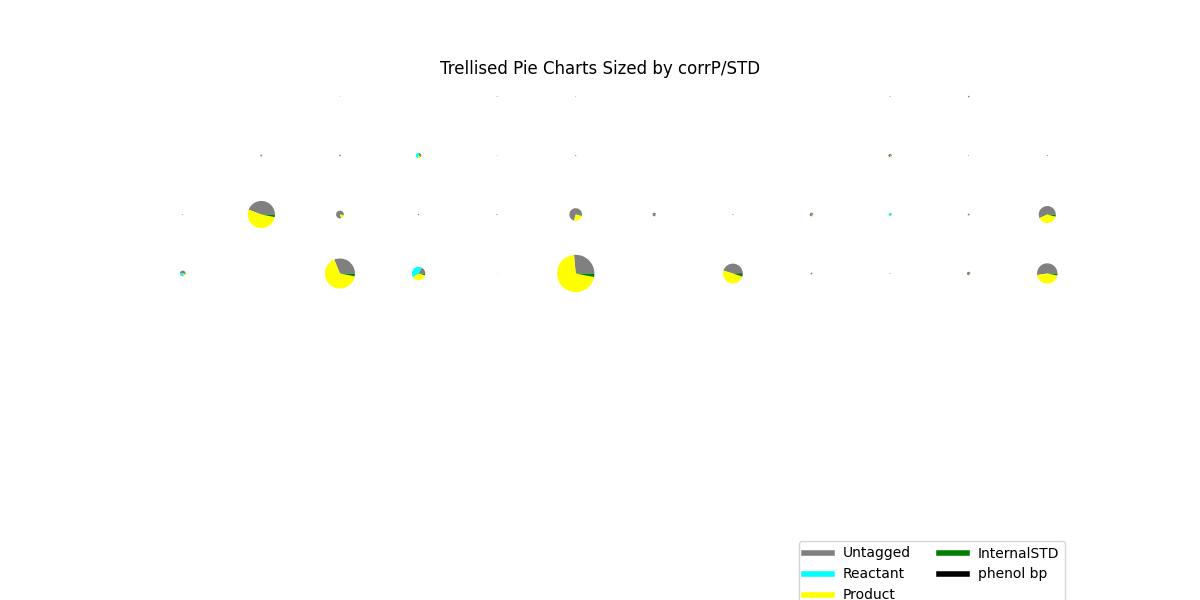 Trellised Pie Charts Sized by corrP/STD
Untagged InternalSTD
Reactant phenol bp
Product